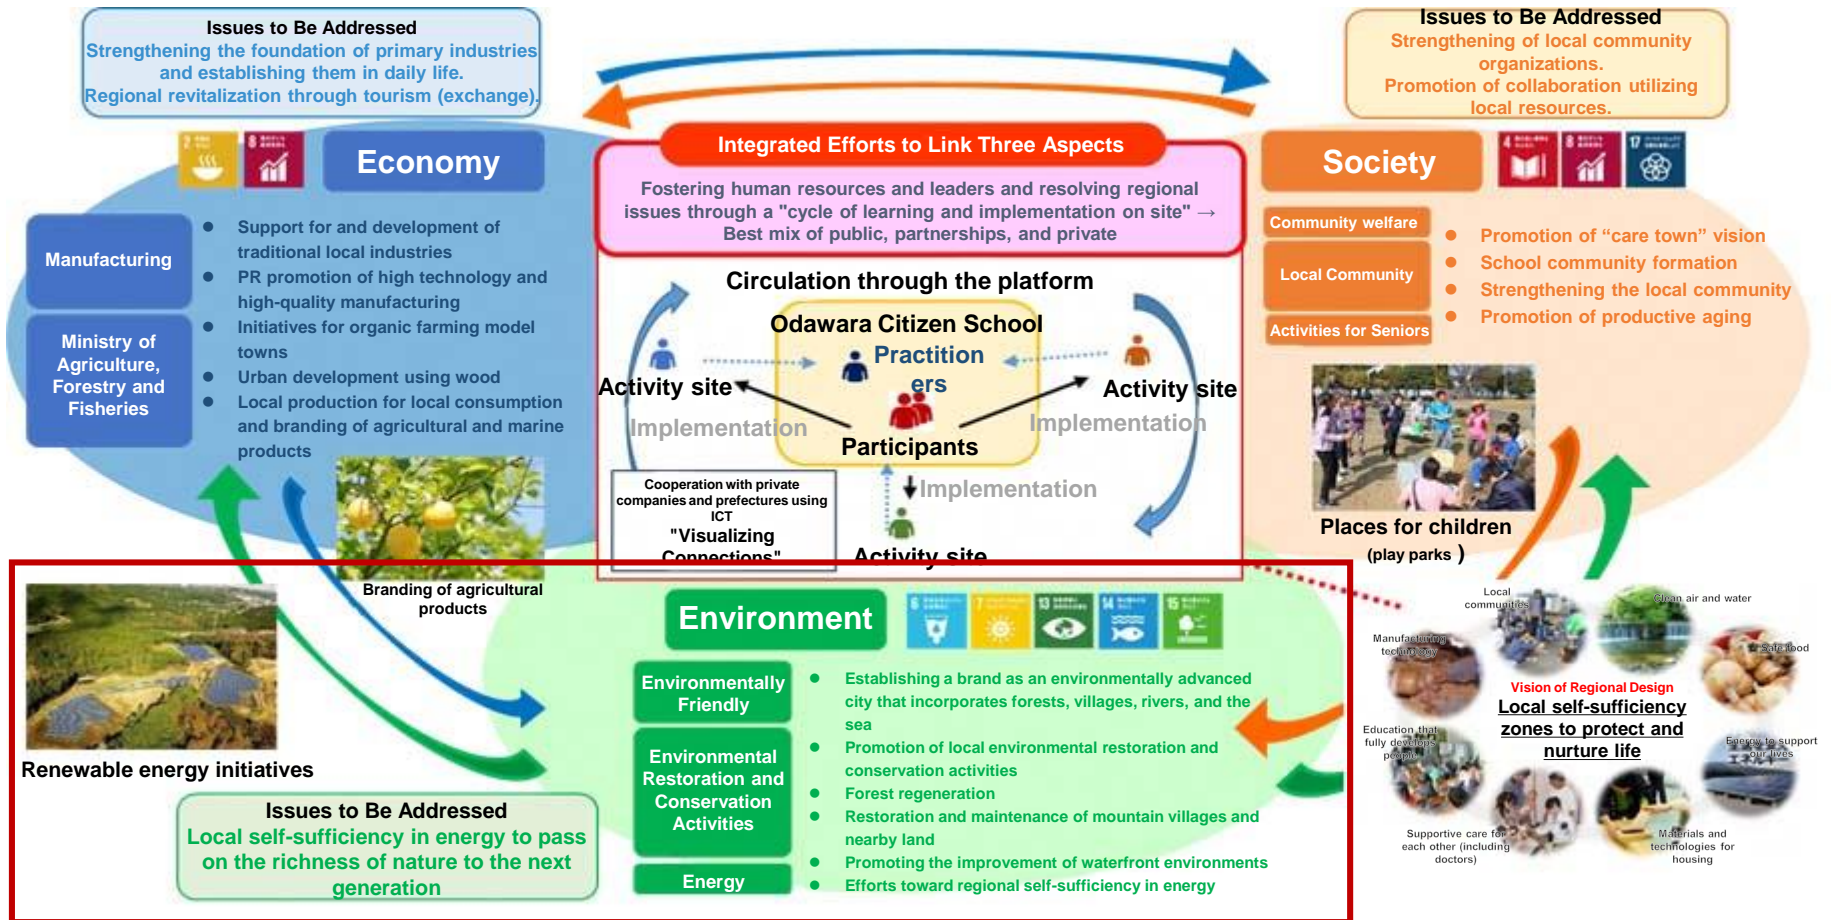 Issues to Be Addressed
Strengthening the foundation of primary industries
and establishing them in daily life.
Regional revitalization through tourism (exchange).
Issues to Be Addressed
Strengthening of local community
organizations.
Promotion of collaboration utilizing
local resources.
2
8
Economy
Manufacturing
Ministry of
Agriculture,
Forestry and
Fisheries
● Support for and development of
traditional local industries
● PR promotion of high technology and
high-quality manufacturing
● Initiatives for organic farming model
towns
● Urban development using wood
● Local production for local consumption
and branding of agricultural and marine
products
Branding of agricultural
products
Integrated Efforts to Link Three Aspects
Fostering human resources and leaders and resolving regional
issues through a "cycle of learning and implementation on site" →
Best mix of public, partnerships, and private
Circulation through the platform
Odawara Citizen School
Practition
ers
Activity site
Activity site
Implementation
Implementation
Participants
Implementation
Activity site
Cooperation with private
companies and prefectures using
ICT
"Visualizing
Connections"
Society
4
8
17
Community welfare
Local Community
Activities for Seniors
● Promotion of “care town” vision
● School community formation
● Strengthening the local community
● Promotion of productive aging
Places for children
(play parks )
Renewable energy initiatives
Issues to Be Addressed
Local self-sufficiency in energy to pass
on the richness of nature to the next
generation
Environment
6
7
13
14
15
Environmentally
Friendly
Environmental
Restoration and
Conservation
Activities
Energy
● Establishing a brand as an environmentally advanced
city that incorporates forests, villages, rivers, and the
sea
● Promotion of local environmental restoration and
conservation activities
● Forest regeneration
● Restoration and maintenance of mountain villages and
nearby land
● Promoting the improvement of waterfront environments
● Efforts toward regional self-sufficiency in energy
Local
communities
Clean air and water
Manufacturing
technology
Safe food
Vision of Regional Design
Local self-sufficiency
zones to protect and
nurture life
Education that
fully develops
people
Energy to support
our lives
エネルギー
Supportive care for
each other (including
doctors)
Materials and
technologies for
housing